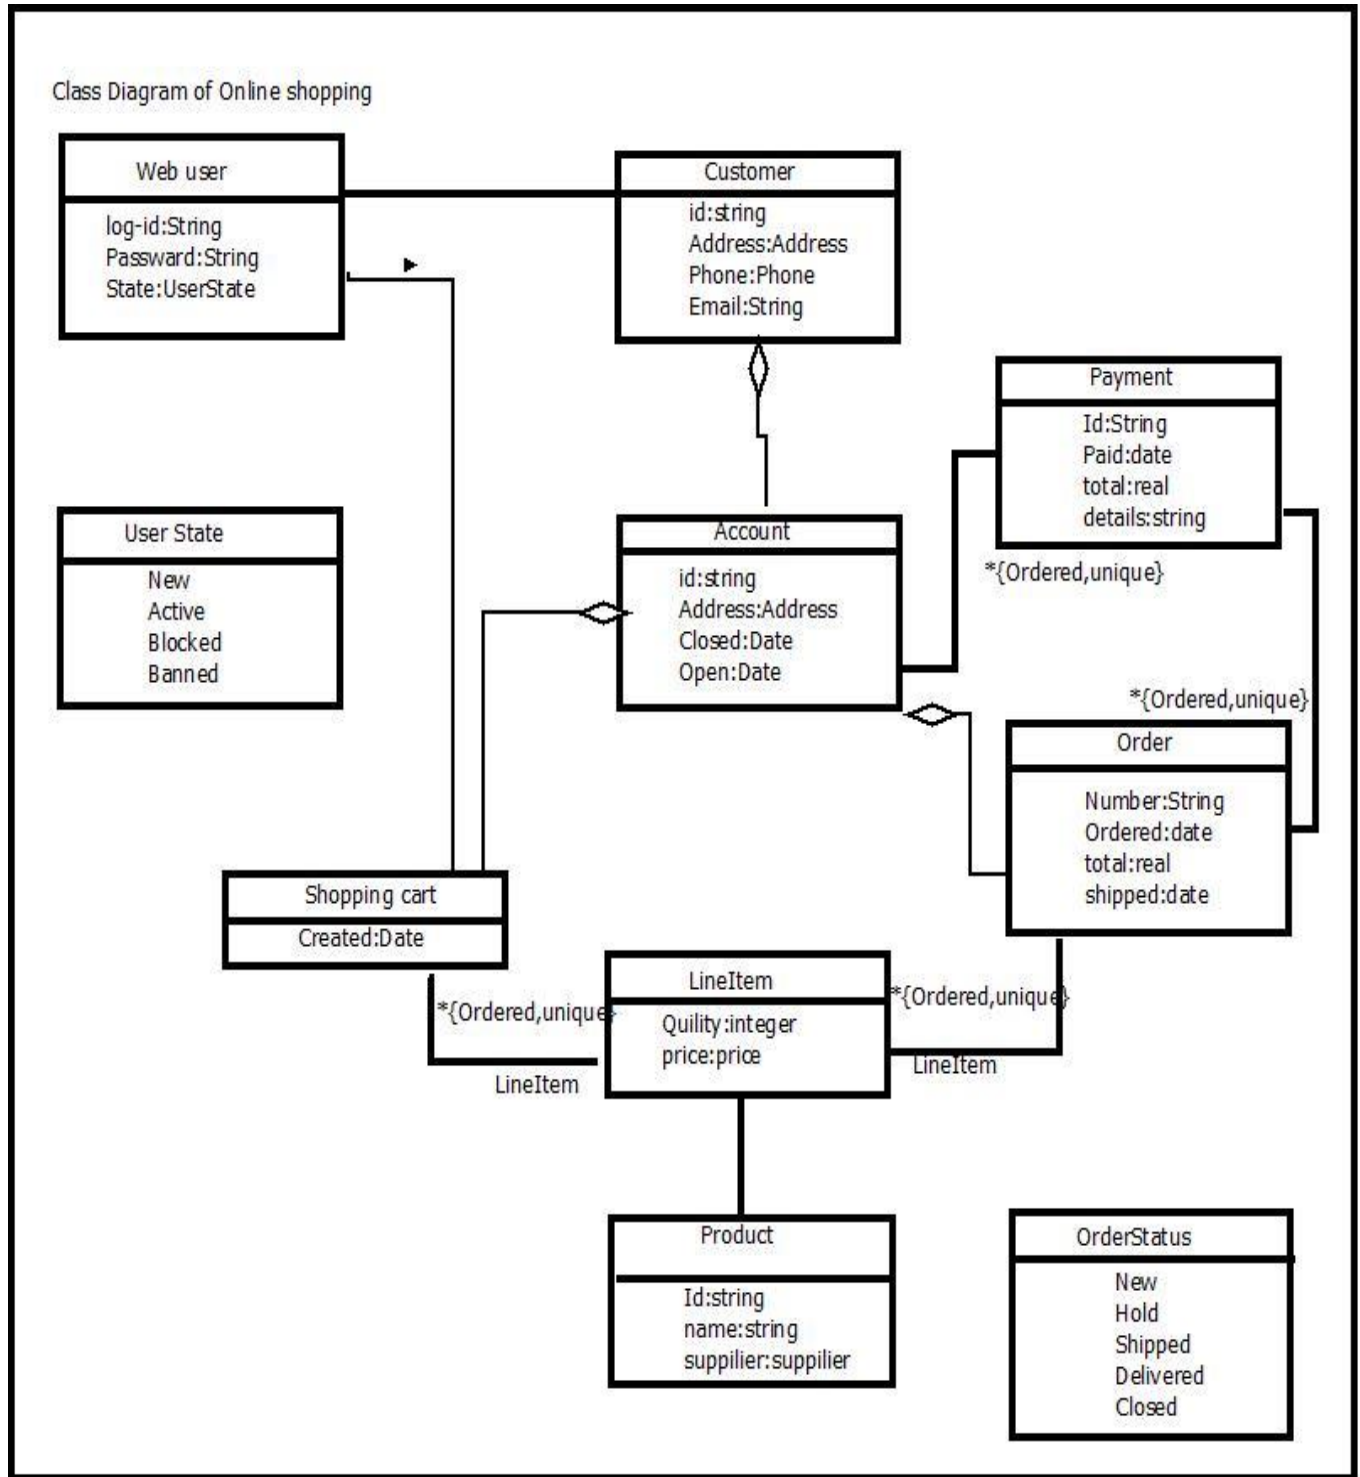 Class Diagram of Online shopping
Web user
log-id:String
Passward:String
State:UserState
Customer
id:string
Address:Address
Phone:Phone
Email:String
Payment
Id:String
Paid:date
total:real
details:string
*{Ordered,unique}
User State
New
Active
Blocked
Banned
Account
id:string
Address:Address
Closed:Date
Open:Date
*{Ordered,unique}
Order
Number:String
Ordered:date
total:real
shipped:date
Shopping cart
Created:Date
*{Ordered,unique}
LineItem
LineItem
Quility:integer
price:price
*{Ordered,unique}
LineItem
Product
Id:string
name:string
suppilier:suppilier
OrderStatus
New
Hold
Shipped
Delivered
Closed